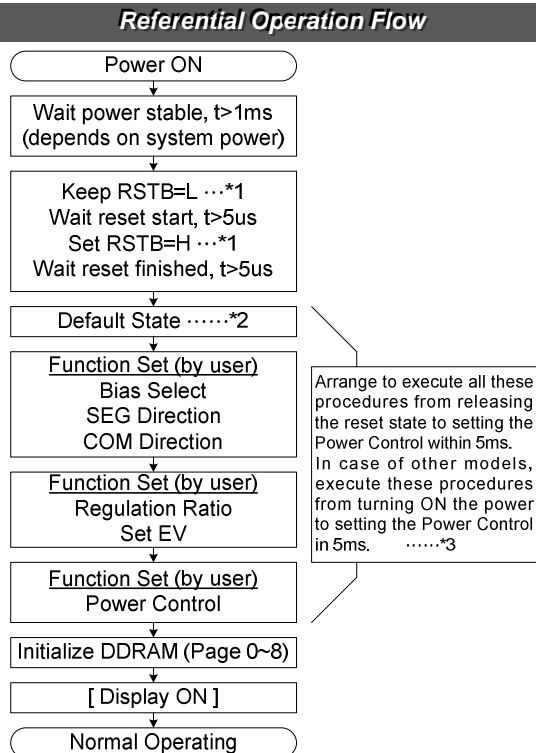 Referential Operation Flow
Power ON
Wait power stable, t>1ms
(depends on system power)
Keep RSTB=L ···*1
Wait reset start, t>5us
Set RSTB=H ···*1
Wait reset finished, t>5us
Default State ······*2
Function Set (by user)
Bias Select
SEG Direction
COM Direction
Function Set (by user)
Regulation Ratio
Set EV
Function Set (by user)
Power Control
Arrange to execute all these
procedures from releasing
the reset state to setting the
Power Control within 5ms.
In case of other models,
execute these procedures
from turning ON the power
to setting the Power Control
in 5ms. ······*3
Initialize DDRAM (Page 0~8)
[ Display ON ]
Normal Operating